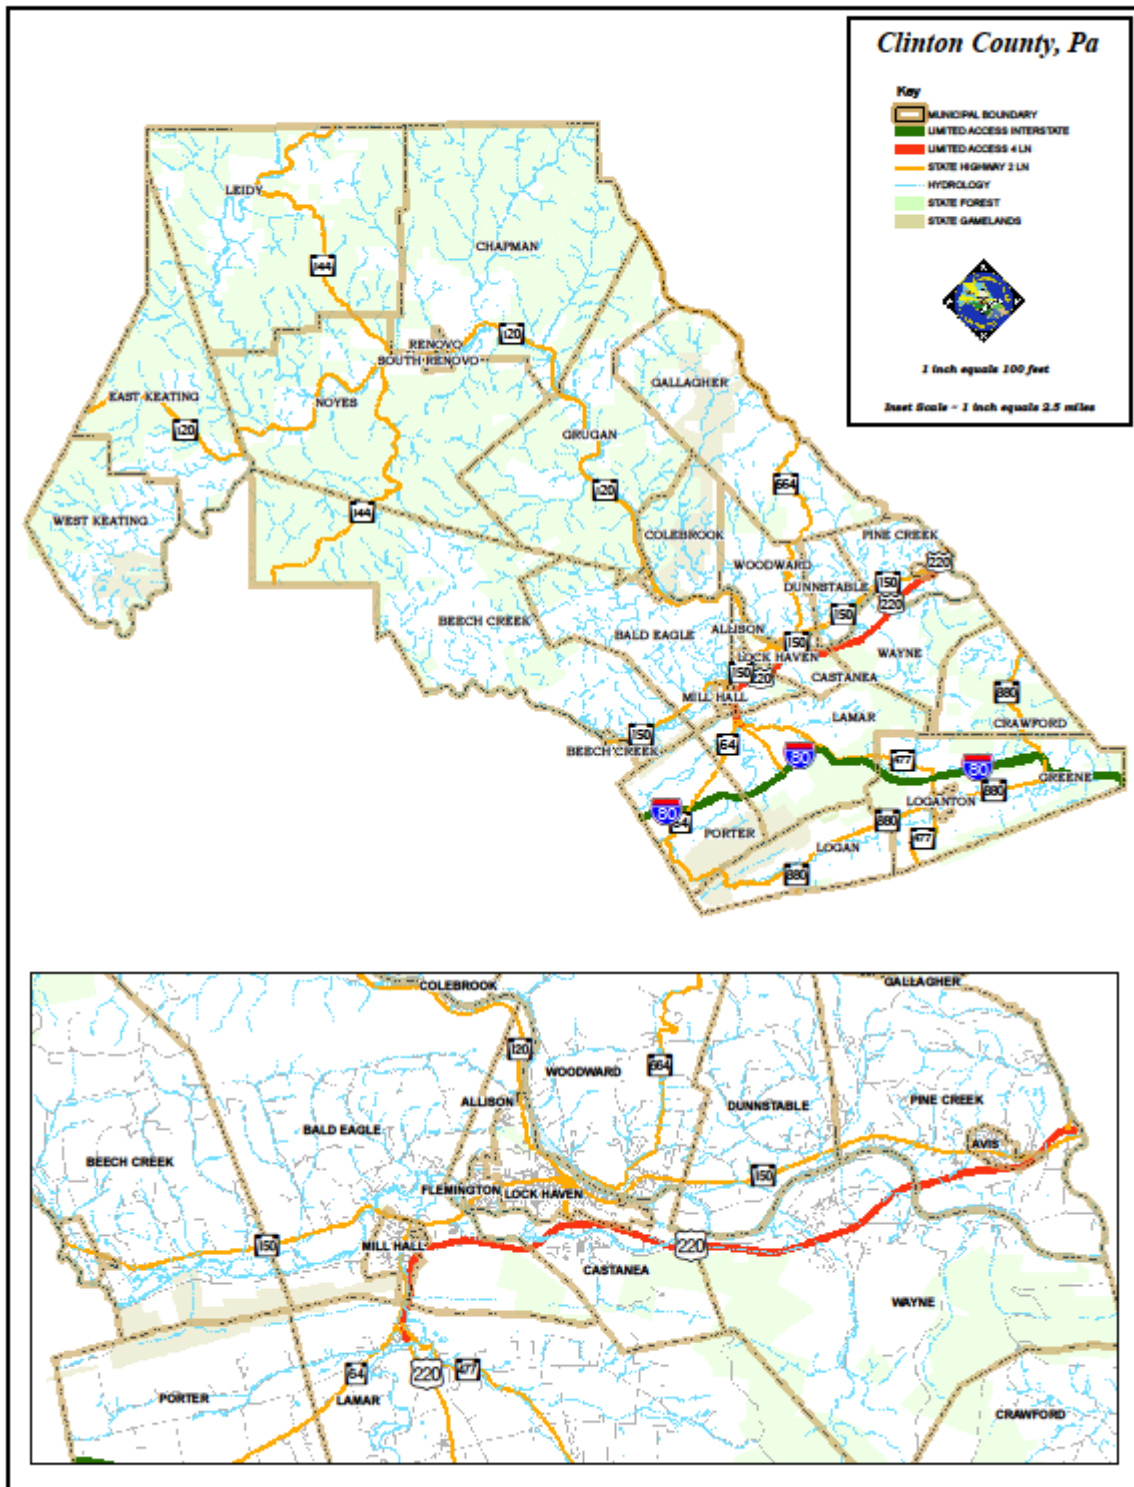 Clinton County, Pa
Key
MUNICIPAL BOUNDARY
LIMITED ACCESS INTERSTATE
LIMITED ACCESS 4 LN
STATE HIGHWAY 2 LN
HYDROLOGY
STATE FOREST
STATE GAMELANDS
1 inch equals 100 feet
Inset Scale - 1 inch equals 2.5 miles
LEIDY
CHAPMAN
144
120
RENOVO
SOUTH RENOVO
GALLAGHER
EAST KEATING
NOYES
120
GRUGAN
120
664
144
WEST KEATING
COLEBROOK
PINE CREEK
WOODWARD
220
DUNNSTABLE
150
220
150
BEECH CREEK
BALD EAGLE
ALLISON
150
LOCK HAVEN
WAYNE
150
220
CASTANEA
MILL HALL
880
LAMAR
CRAWFORD
150
BEECH CREEK
64
80
477
80
GREENE
880
LOGANTON
80
64
PORTER
880
477
LOGAN
880
COLEBROOK
GALLAGHER
120
WOODWARD
664
ALLISON
DUNNSTABLE
PINE CREEK
BALD EAGLE
AVIS
BEECH CREEK
150
FLEMINGTON
LOCK HAVEN
150
MILL HALL
220
CASTANEA
WAYNE
64
220
477
PORTER
LAMAR
CRAWFORD